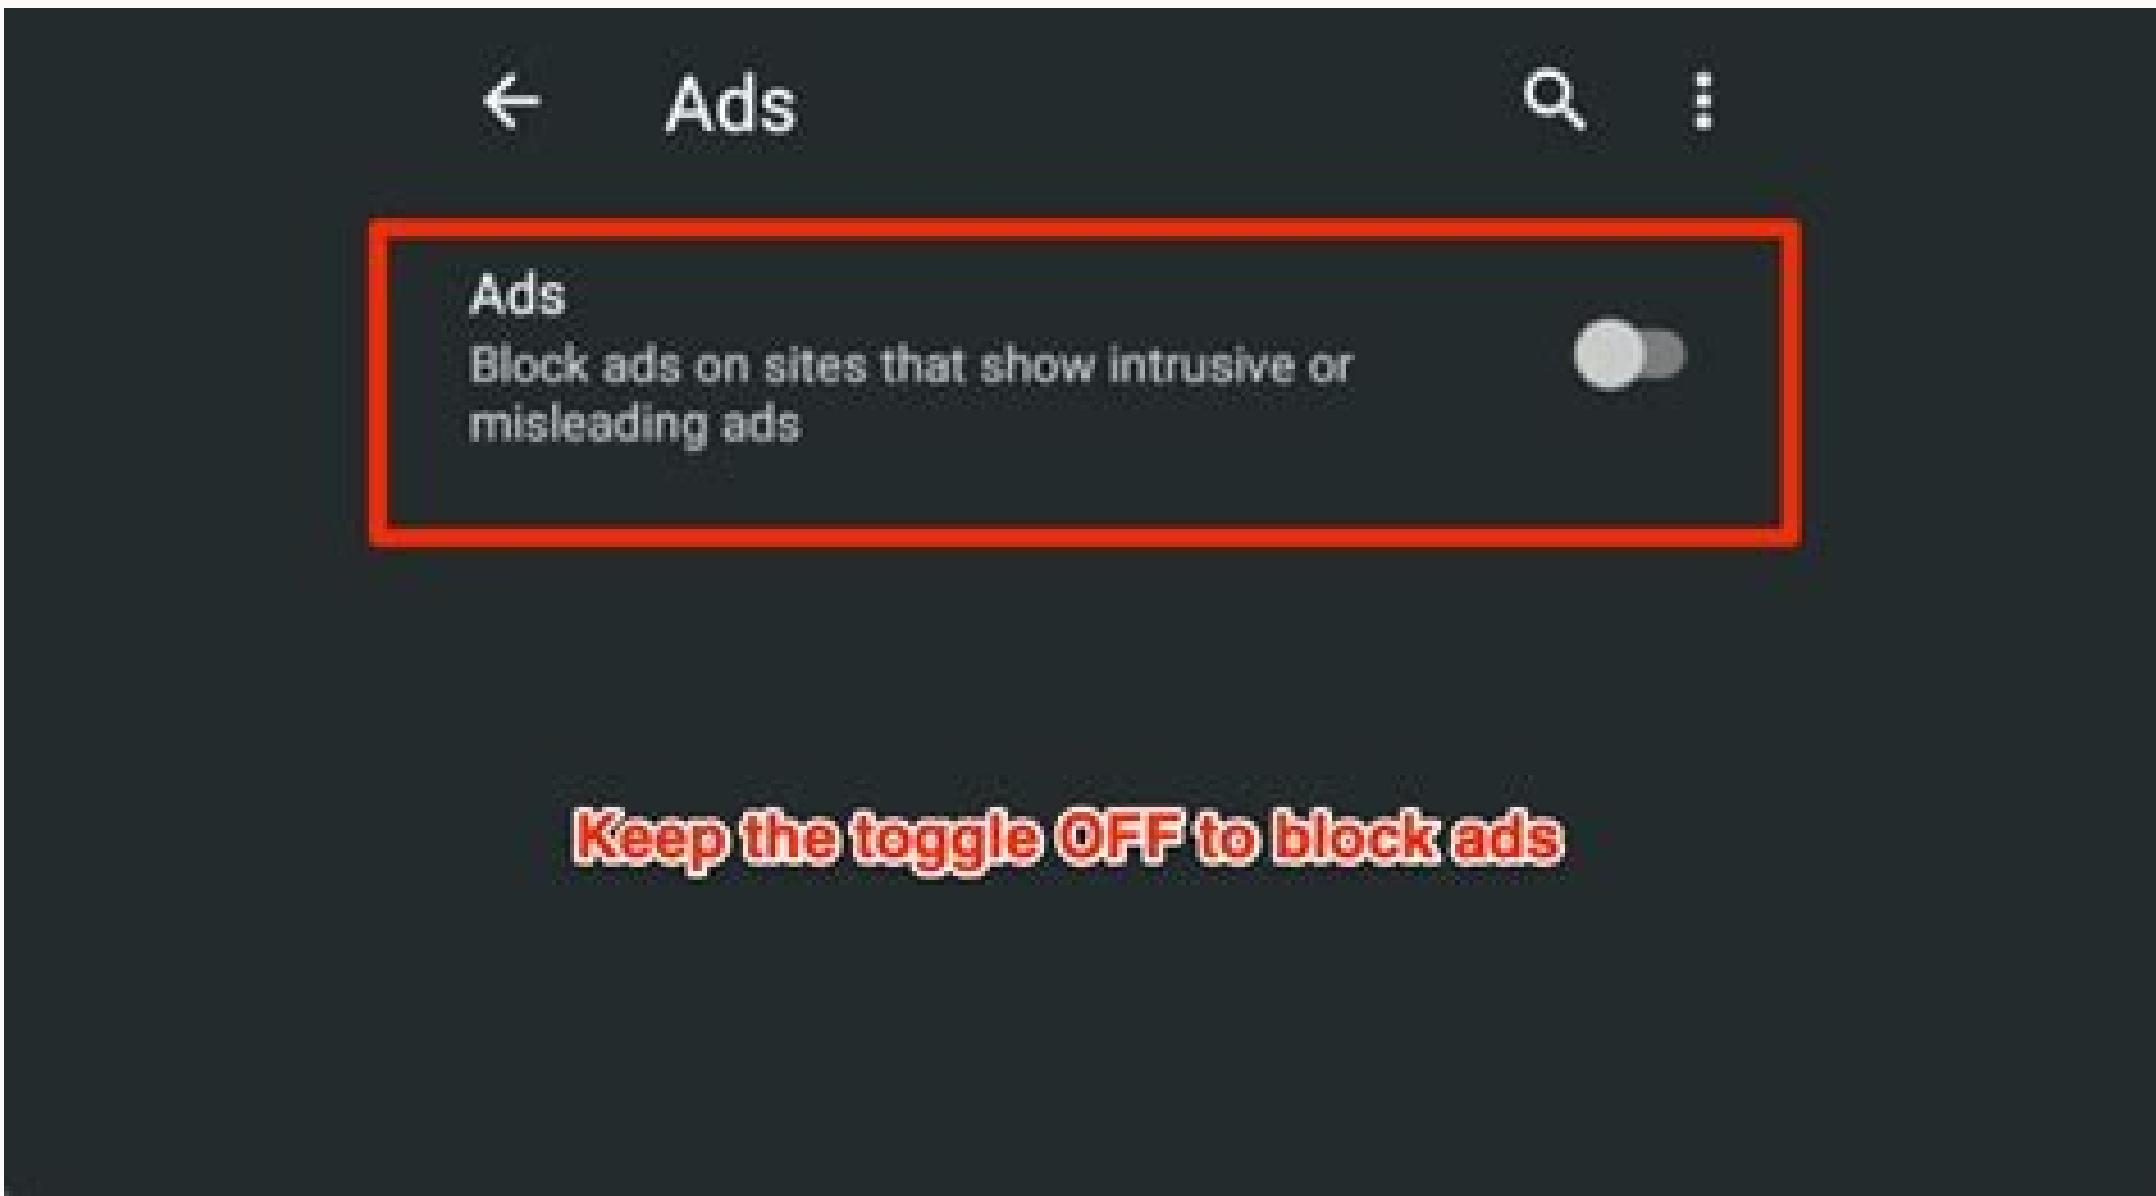 Ads
Ads
Block ads on sites that show intrusive or
misleading ads
Keep the toggle OFF to block ads